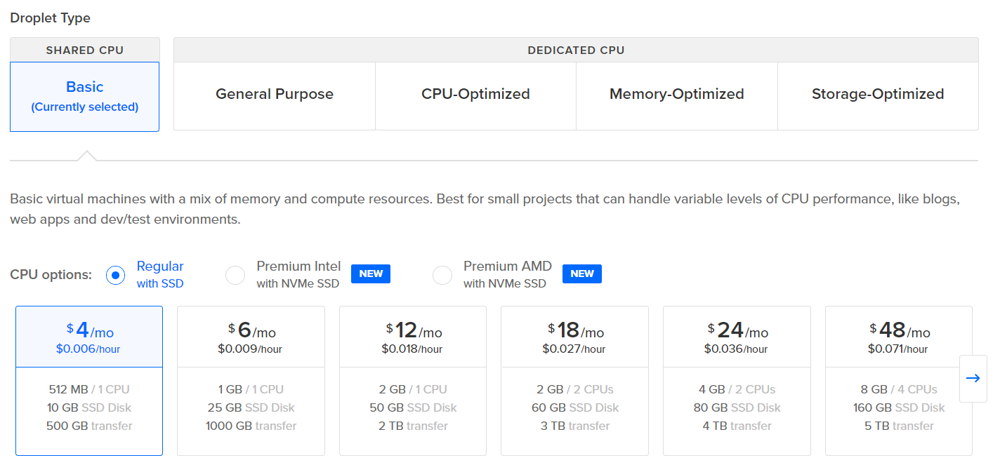 Droplet Type
SHARED CPU
DEDICATED CPU
Basic
(Currently selected)
General Purpose
CPU-Optimized
Memory-Optimized
Storage-Optimized
Basic virtual machines with a mix of memory and compute resources. Best for small projects that can handle variable levels of CPU performance, like blogs,
web apps and dev/test environments.
CPU options:
Regular
with SSD
Premium Intel
with NVMe SSD
NEW
Premium AMD
with NVMe SSD
NEW
$4/mo
$0.006/hour
512 MB / 1 CPU
10 GB SSD Disk
500 GB transfer
$6/mo
$0.009/hour
1 GB / 1 CPU
25 GB SSD Disk
1000 GB transfer
$12/mo
$0.018/hour
2 GB / 1 CPU
50 GB SSD Disk
2 TB transfer
$18/mo
$0.027/hour
2 GB / 2 CPUs
60 GB SSD Disk
3 TB transfer
$24/mo
$0.036/hour
4 GB / 2 CPUs
80 GB SSD Disk
4 TB transfer
$48/mo
$0.071/hour
8 GB / 4 CPUs
160 GB SSD Disk
5 TB transfer